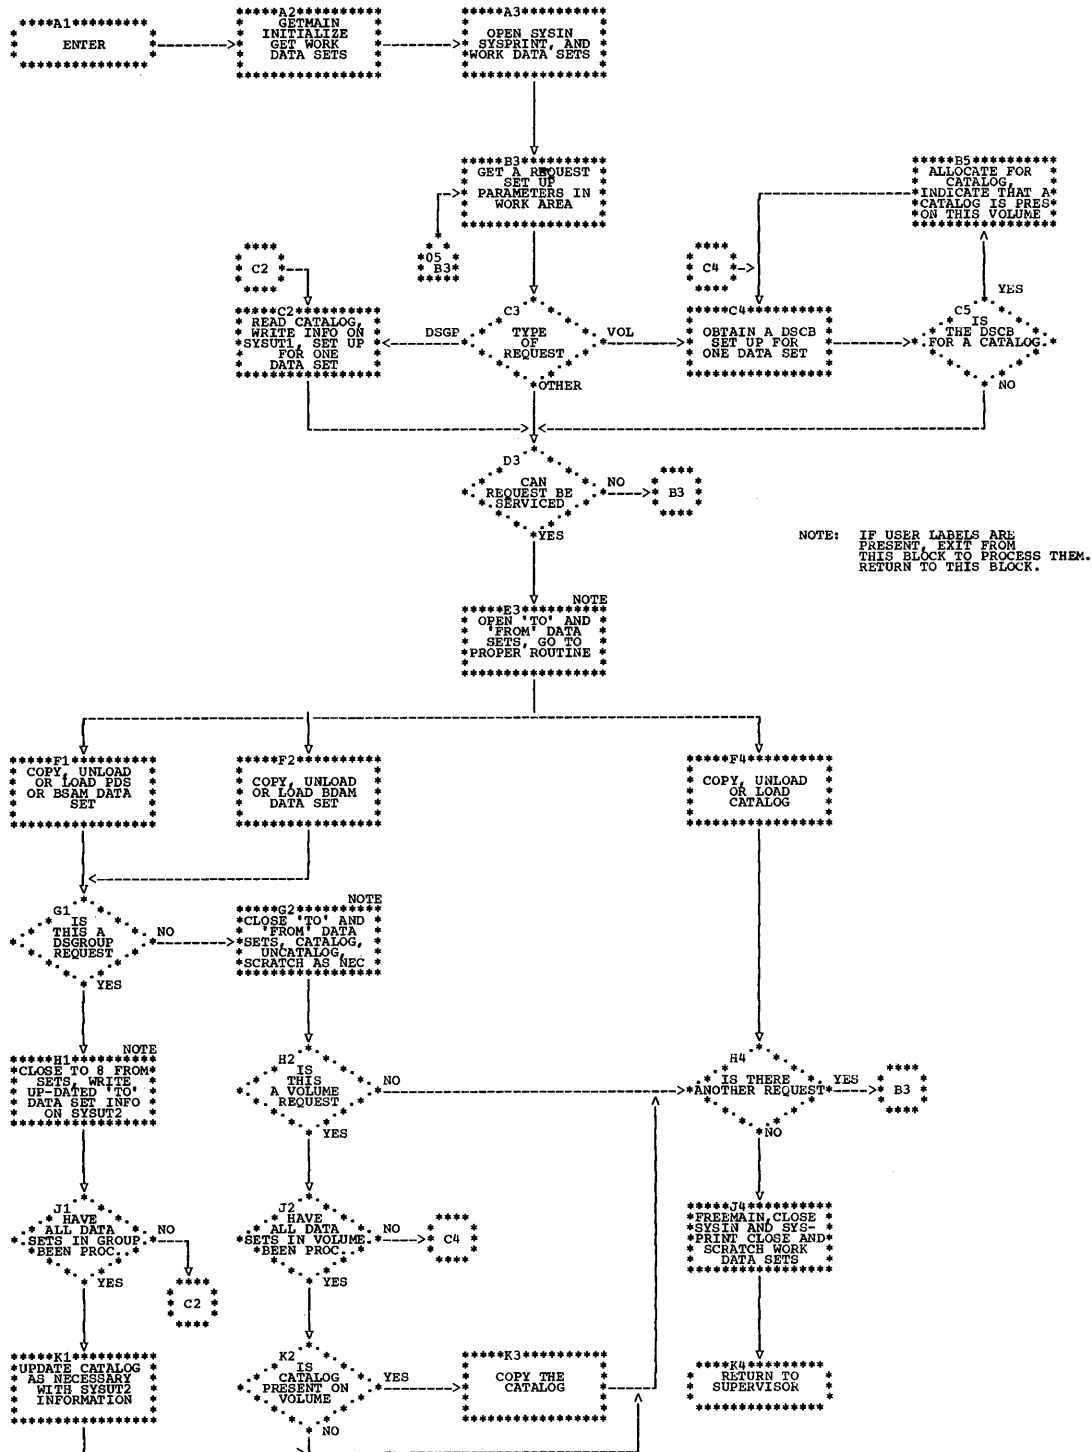 A1
ENTER
A2
GETMAIN
INITIALIZE
GET WORK
DATA SETS
A3
OPEN SYSIN
SYSPRINT, AND
WORK DATA SETS
B3
GET A REQUEST
SET UP
PARAMETERS IN
WORK AREA
B5
ALLOCATE FOR
CATALOG,
INDICATE THAT A
CATALOG IS PRES
ON THIS VOLUME
05
B3
C2
C4
YES
C2
READ CATALOG,
WRITE INFO ON
SYSUT1, SET UP
FOR ONE
DATA SET
DSGP
C3
TYPE
OF
REQUEST
VOL
OTHER
C4
OBTAIN A DSCB
SET UP FOR
ONE DATA SET
C5
IS
THE DSCB
FOR A CATALOG
NO
D3
CAN
REQUEST BE
SERVICED
NO
B3
YES
NOTE: IF USER LABELS ARE
PRESENT, EXIT FROM
THIS BLOCK TO PROCESS THEM.
RETURN TO THIS BLOCK.
NOTE
E3
OPEN 'TO' AND
'FROM' DATA
SETS, GO TO
PROPER ROUTINE
F1
COPY, UNLOAD
OR LOAD PDS
OR BSAM DATA
SET
F2
COPY, UNLOAD
OR LOAD BDAM
DATA SET
F4
COPY, UNLOAD
OR LOAD
CATALOG
G1
IS
THIS A
DSGROUP
REQUEST
NO
YES
NOTE
G2
CLOSE 'TO' AND
'FROM' DATA
SETS, CATALOG,
UNCATALOG,
SCRATCH AS NEC
NOTE
H1
CLOSE TO 8 FROM
SETS, WRITE
UP-DATED 'TO'
DATA SET INFO
ON SYSUT2
H2
IS
THIS
A VOLUME
REQUEST
NO
YES
H4
IS THERE
ANOTHER REQUEST
YES
B3
NO
J1
HAVE
ALL DATA
SETS IN GROUP
BEEN PROC.
NO
YES
C2
J2
HAVE
ALL DATA
SETS IN VOLUME
BEEN PROC.
NO
C4
YES
J4
FREEMAIN,CLOSE
SYSIN AND SYS-
PRINT CLOSE AND
SCRATCH WORK
DATA SETS
K1
UPDATE CATALOG
AS NECESSARY
WITH SYSUT2
INFORMATION
K2
IS
CATALOG
PRESENT ON
VOLUME
YES
NO
K3
COPY THE
CATALOG
K4
RETURN TO
SUPERVISOR